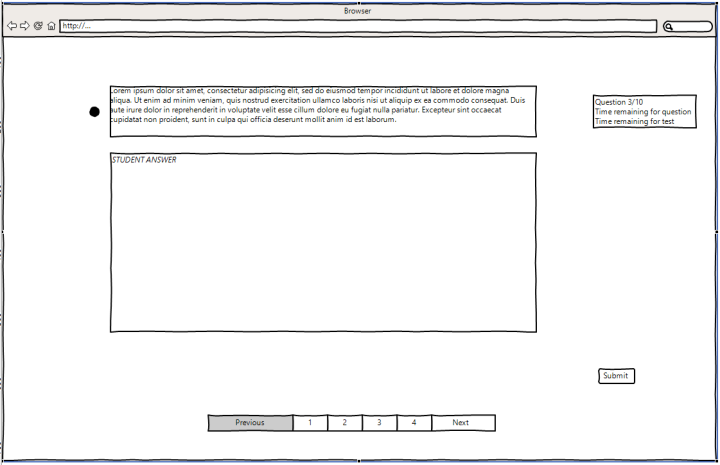 Browser
http://...
Lorem ipsum dolor sit amet, consectetur adipisicing elit, sed do eiusmod tempor incididunt ut labore et dolore magna
aliqua. Ut enim ad minim veniam, quis nostrud exercitation ullamco laboris nisi ut aliquip ex ea commodo consequat. Duis
aute irure dolor in reprehenderit in voluptate velit esse cillum dolore eu fugiat nulla pariatur. Excepteur sint occaecat
cupidatat non proident, sunt in culpa qui officia deserunt mollit anim id est laborum.
Question 3/10
Time remaining for question
Time remaining for test
STUDENT ANSWER
Submit
Previous 1 2 3 4 Next